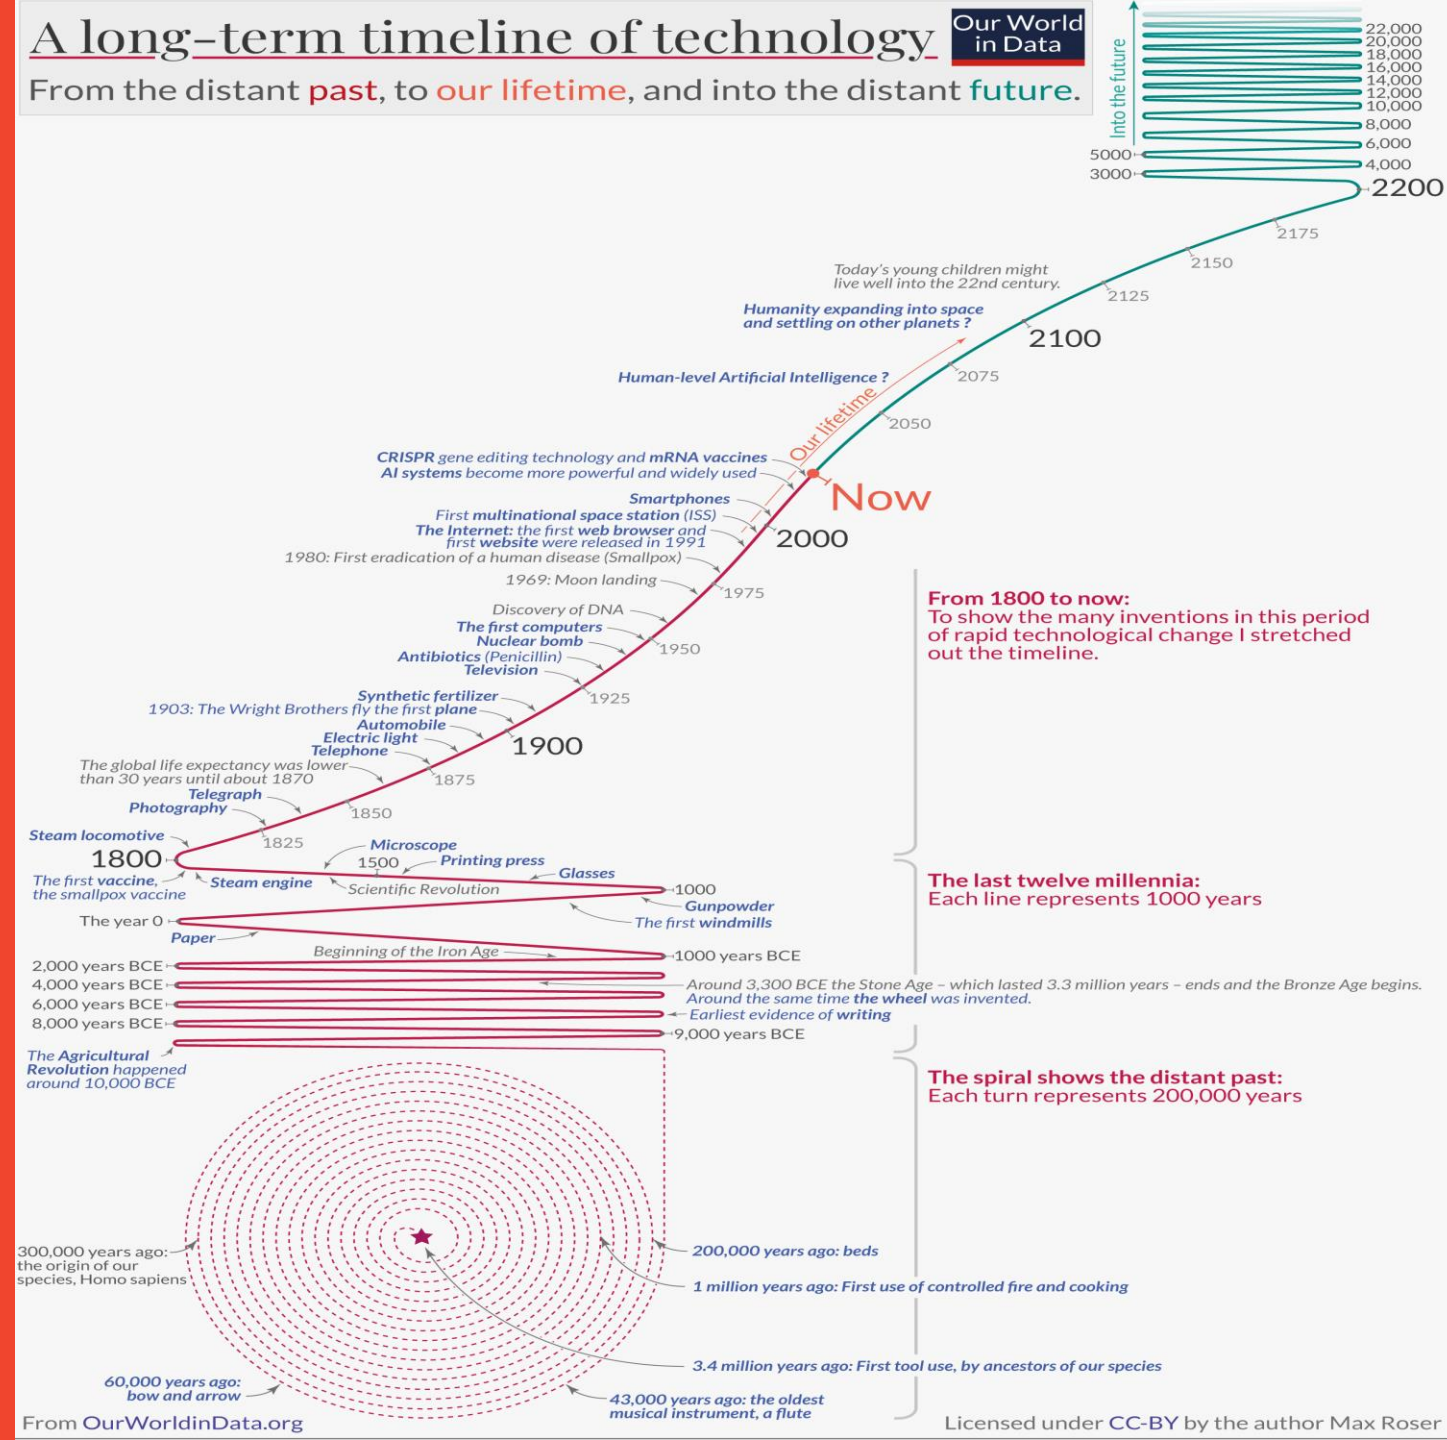 A long-term timeline of technology
Our World
in Data
From the distant past, to our lifetime, and into the distant future.
Into the future
22,000
20,000
18,000
16,000
14,000
12,000
10,000
8,000
6,000
5000
4,000
3000
2200
2175
2150
2125
Today's young children might
live well into the 22nd century.
Humanity expanding into space
and settling on other planets ?
2100
2075
Human-level Artificial Intelligence ?
2050
Our lifetime
CRISPR gene editing technology and mRNA vaccines
AI systems become more powerful and widely used
Now
Smartphones
First multinational space station (ISS)
The Internet: the first web browser and
first website were released in 1991
2000
1980: First eradication of a human disease (Smallpox)
1969: Moon landing
1975
Discovery of DNA
The first computers
Nuclear bomb
1950
Antibiotics (Penicillin)
Television
1925
Synthetic fertilizer
1903: The Wright Brothers fly the first plane
Automobile
Electric light
1900
Telephone
The global life expectancy was lower
than 30 years until about 1870
1875
Telegraph
Photography
1850
Steam locomotive
1825
1800
From 1800 to now:
To show the many inventions in this period
of rapid technological change I stretched
out the timeline.
Microscope
1500
Printing press
Glasses
The first vaccine,
the smallpox vaccine
Steam engine
Scientific Revolution
1000
Gunpowder
The first windmills
The year 0
Paper
Beginning of the Iron Age
1000 years BCE
2,000 years BCE
4,000 years BCE
6,000 years BCE
8,000 years BCE
Around 3,300 BCE the Stone Age – which lasted 3.3 million years – ends and the Bronze Age begins.
Around the same time the wheel was invented.
Earliest evidence of writing
9,000 years BCE
The Agricultural
Revolution happened
around 10,000 BCE
The last twelve millennia:
Each line represents 1000 years
The spiral shows the distant past:
Each turn represents 200,000 years
300,000 years ago:
the origin of our
species, Homo sapiens
200,000 years ago: beds
1 million years ago: First use of controlled fire and cooking
3.4 million years ago: First tool use, by ancestors of our species
60,000 years ago:
bow and arrow
43,000 years ago: the oldest
musical instrument, a flute
From OurWorldinData.org
Licensed under CC-BY by the author Max Roser